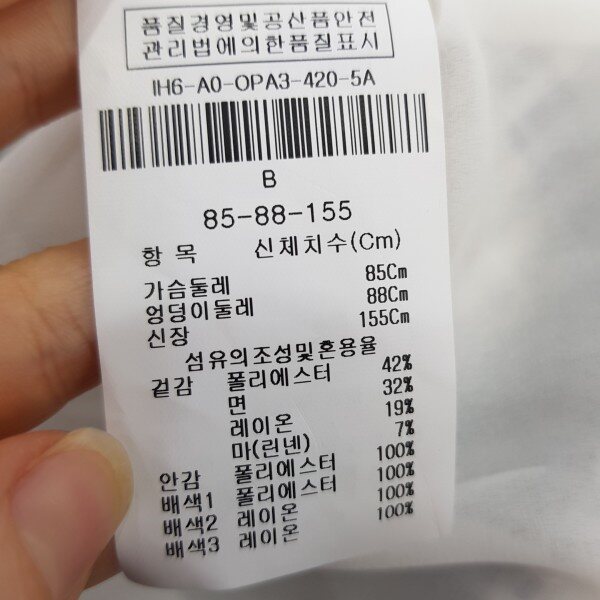 품질경영및공산품안전
관리법에의한품질표시
IH6-A0-OPA3-420-5A
B
85-88-155
항 목 신체치수(Cm)
가슴둘레 85Cm
엉덩이둘레 88Cm
신장 155Cm
섬유의조성및혼용율
겉감 폴리에스터 42%
면 32%
레이온 19%
마(린넨) 7%
안감 폴리에스터 100%
배색1 폴리에스터 100%
배색2 레이온 100%
배색3 레이온 100%